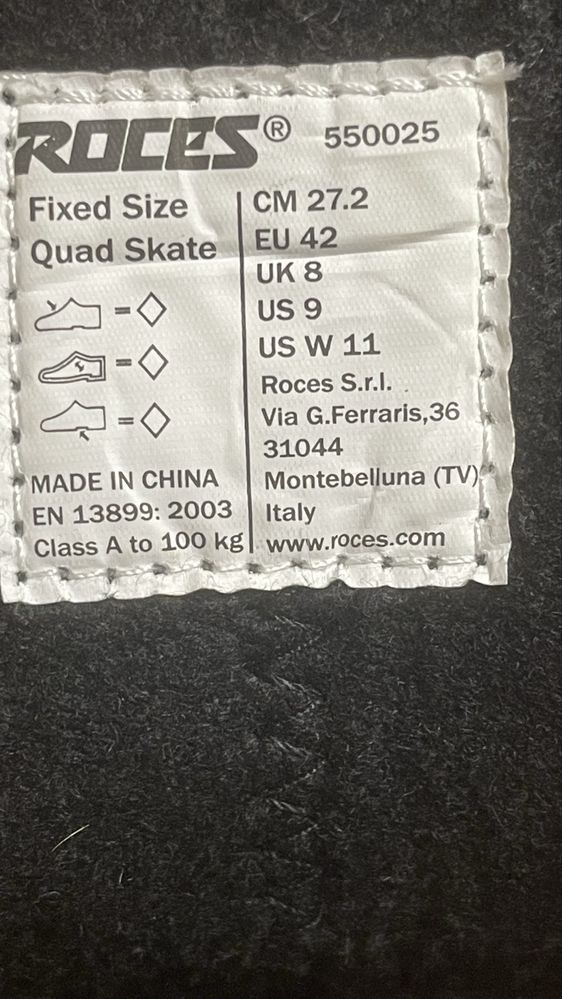 ROCES® 550025
Fixed Size
Quad Skate
CM 27.2
EU 42
UK 8
US 9
US W 11
Roces S.r.l.
Via G.Ferraris,36
31044
Montebelluna (TV)
Italy
www.roces.com
= 
=
=
MADE IN CHINA
EN 13899: 2003
Class A to 100 kg